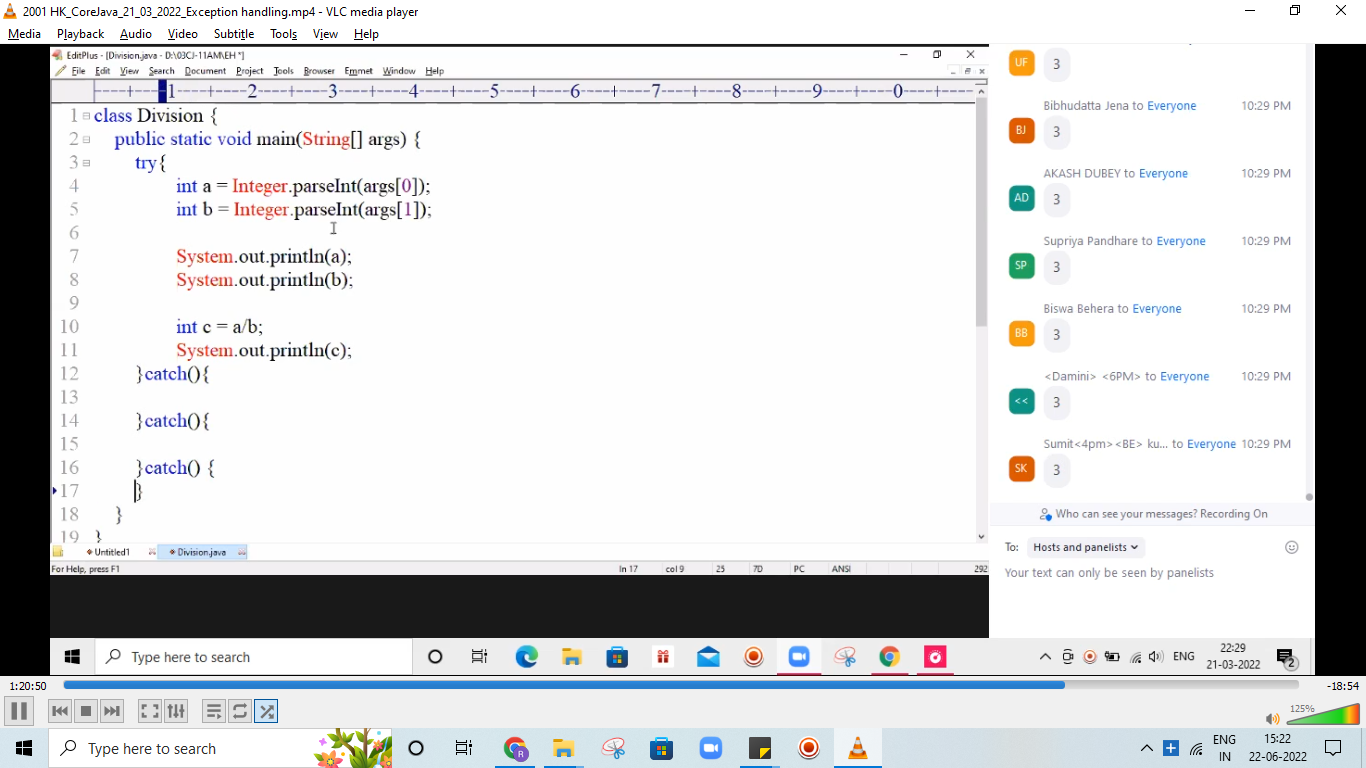 2001 HK_CoreJava_21_03_2022_Exception handling.mp4 - VLC media player
Media Playback Audio Video Subtitle Tools View Help
EditPlus - [Division.java - D:\03CJ-11AM\EH *]
File Edit View Search Document Project Tools Browser Emmet Window Help
----+----1----+----2----+----3----+----4----+----5----+----6----+----7----+----8----+----9----+----0----+----
1 class Division {
2 public static void main(String[] args) {
3 try{
4 int a = Integer.parseInt(args[0]);
5 int b = Integer.parseInt(args[1]);
6
7 System.out.println(a);
8 System.out.println(b);
9
10 int c = a/b;
11 System.out.println(c);
12 }catch(){
13
14 }catch(){
15
16 }catch() {
17 }
18 }
19 }
Untitled1 Division.java
For Help, press F1 ln 17 col 9 25 7D PC ANSI 292
UF 3
Bibhudatta Jena to Everyone 10:29 PM
BJ 3
AKASH DUBEY to Everyone 10:29 PM
AD 3
Supriya Pandhare to Everyone 10:29 PM
SP 3
Biswa Behera to Everyone 10:29 PM
BB 3
<Damini> <6PM> to Everyone 10:29 PM
<< 3
Sumit<4pm><BE> ku... to Everyone 10:29 PM
SK 3
Who can see your messages? Recording On
To: Hosts and panelists
Your text can only be seen by panelists
Type here to search ENG 22:29
21-03-2022 2
1:20:50 -18:54
125%
Type here to search ENG 15:22
IN 22-06-2022